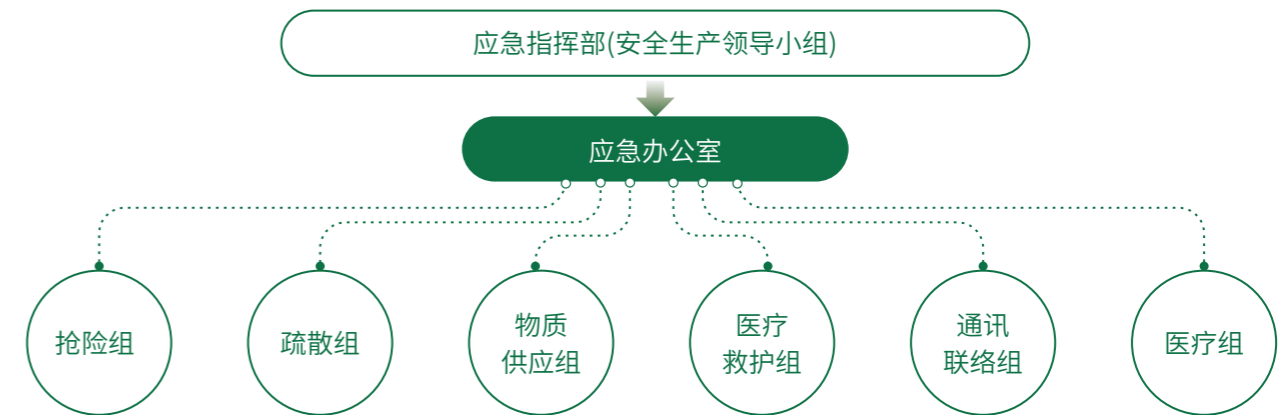 应急指挥部(安全生产领导小组)
应急办公室
抢险组
疏散组
物质
供应组
医疗
救护组
通讯
联络组
医疗组